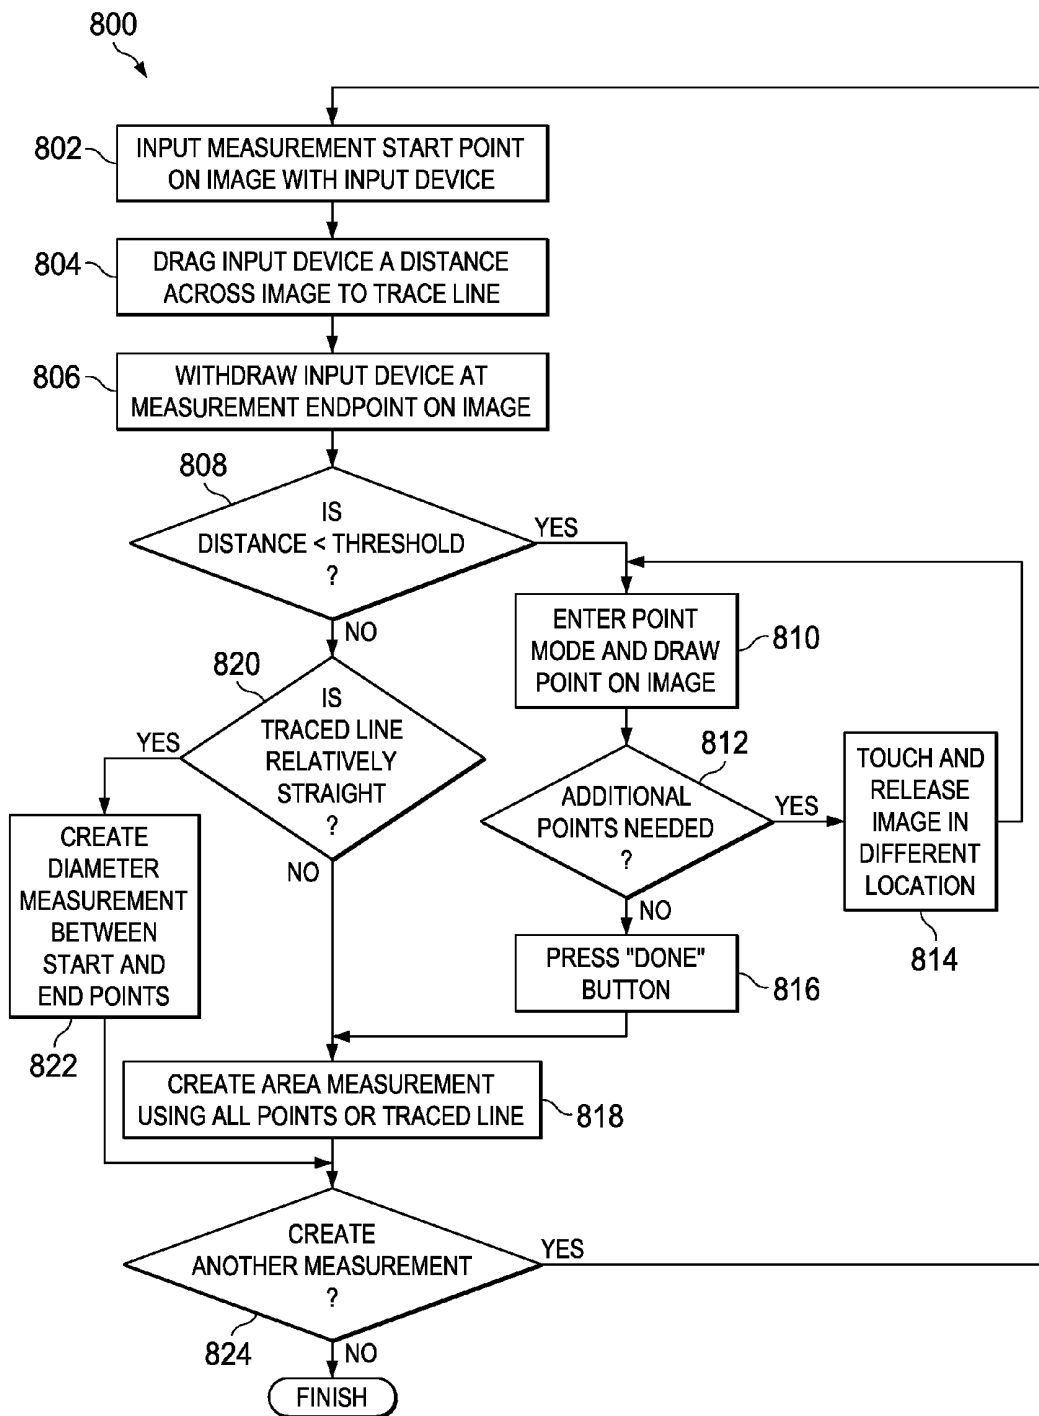 800
802
INPUT MEASUREMENT START POINT
ON IMAGE WITH INPUT DEVICE
804
DRAG INPUT DEVICE A DISTANCE
ACROSS IMAGE TO TRACE LINE
806
WITHDRAW INPUT DEVICE AT
MEASUREMENT ENDPOINT ON IMAGE
808
IS
DISTANCE < THRESHOLD
?
YES
NO
810
ENTER POINT
MODE AND DRAW
POINT ON IMAGE
820
IS
TRACED LINE
RELATIVELY
STRAIGHT
?
YES
NO
812
ADDITIONAL
POINTS NEEDED
?
YES
NO
TOUCH AND
RELEASE
IMAGE IN
DIFFERENT
LOCATION
814
CREATE
DIAMETER
MEASUREMENT
BETWEEN
START AND
END POINTS
822
PRESS "DONE"
BUTTON
816
CREATE AREA MEASUREMENT
USING ALL POINTS OR TRACED LINE
818
CREATE
ANOTHER MEASUREMENT
?
YES
824
NO
FINISH